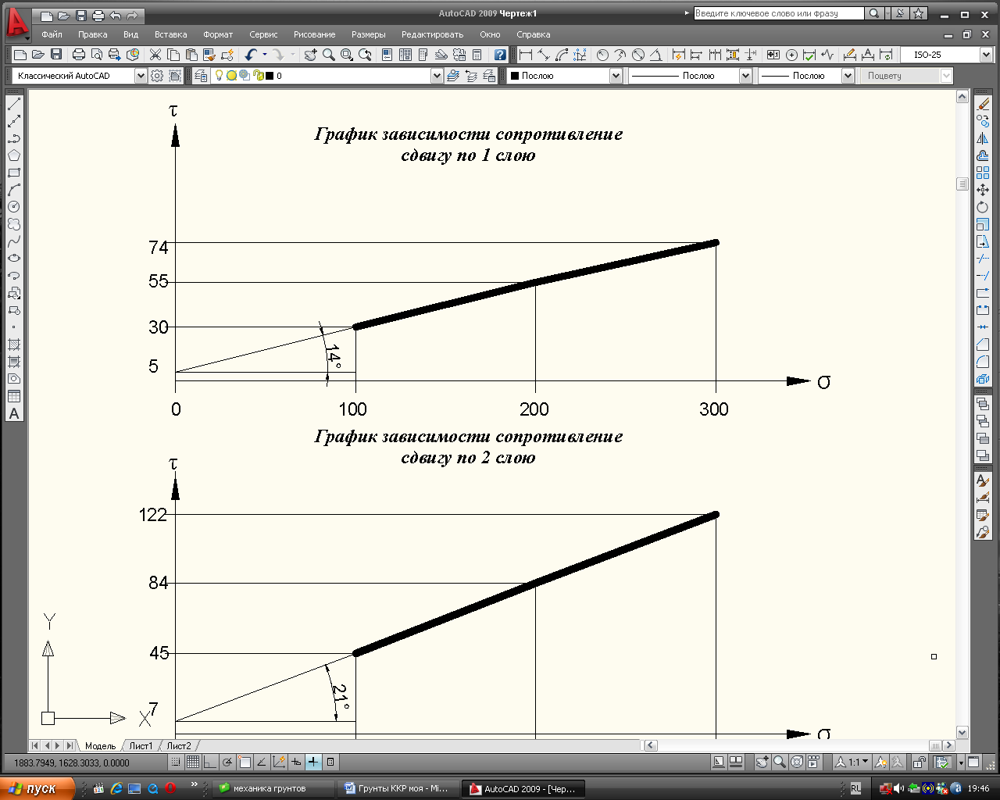 AutoCAD 2009 Чертеж1
Введите ключевое слово или фразу
Файл Правка Вид Вставка Формат Сервис Рисование Размеры Редактировать Окно Справка
ISO-25
Классический AutoCAD 0 Послою Послою Послою Поцвету
τ
График зависимости сопротивление
сдвигу по 1 слою
74
55
30
14°
5
σ
0 100 200 300
График зависимости сопротивление
сдвигу по 2 слою
τ
122
84
45
21°
7
σ
Y
X
A
Модель Лист1 Лист2
1883.7949, 1628.3033, 0.0000
1:1
пуск
механика грунтов
Грунты ККР моя - Mi...
AutoCAD 2009 - [Чер...
RL
19:46